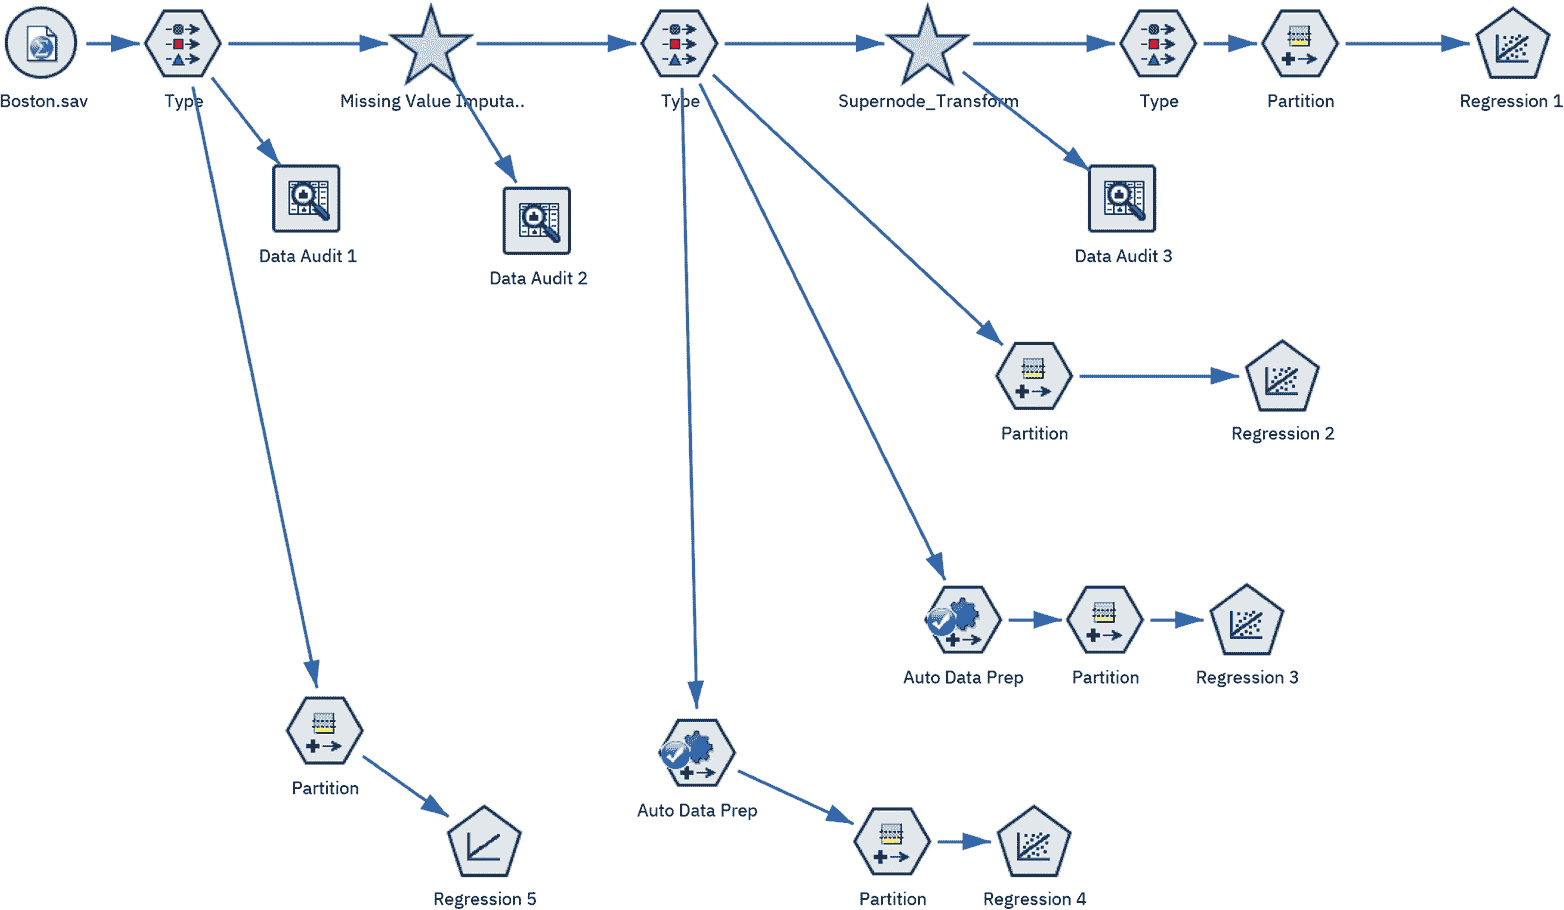 Boston.sav
Type
Missing Value Imputa..
Type
Supernode_Transform
Type
Partition
Regression 1
Data Audit 1
Data Audit 2
Data Audit 3
Partition
Regression 2
Auto Data Prep
Partition
Regression 3
Partition
Auto Data Prep
Regression 5
Partition
Regression 4